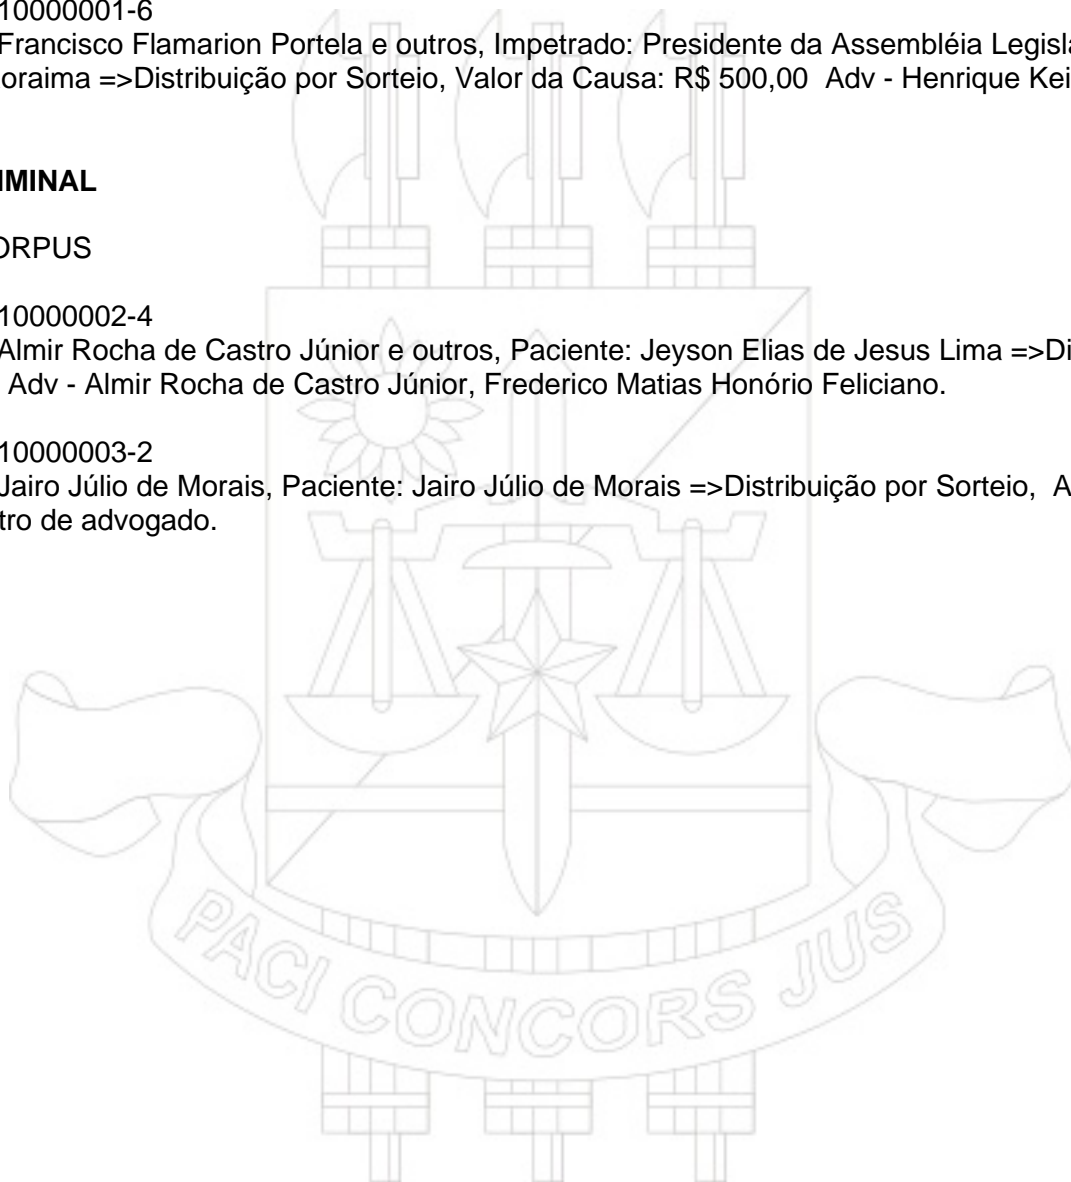 10000001-6
Francisco Flamarion Portela e outros, Impetrado: Presidente da Assembléia Legisla
oraima =>Distribuição por Sorteio, Valor da Causa: R$ 500,00 Adv - Henrique Kei
IMINAL
ORPUS
10000002-4
Almir Rocha de Castro Júnior e outros, Paciente: Jeyson Elias de Jesus Lima =>Di
Adv - Almir Rocha de Castro Júnior, Frederico Matias Honório Feliciano.
10000003-2
Jairo Júlio de Morais, Paciente: Jairo Júlio de Morais =>Distribuição por Sorteio, A
tro de advogado.
PACI CONCORS JUS